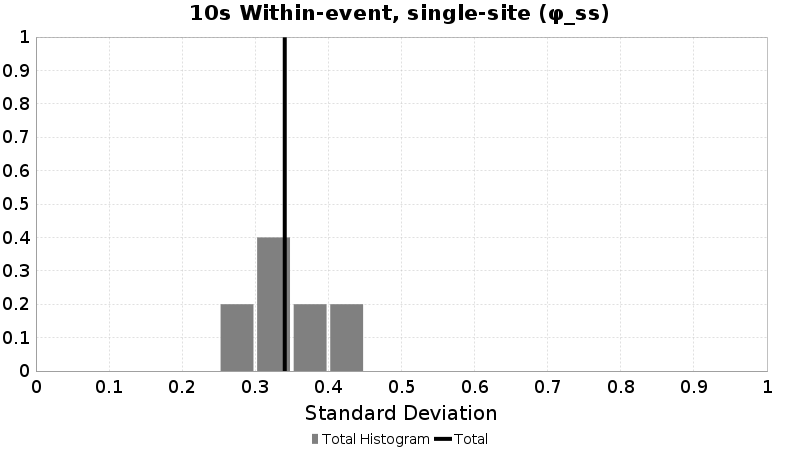 10s Within-event, single-site (φ_ss)
1
0.9
0.8
0.7
0.6
0.5
0.4
0.3
0.2
0.1
0
0 0.1 0.2 0.3 0.4 0.5 0.6 0.7 0.8 0.9 1
Standard Deviation
Total Histogram Total